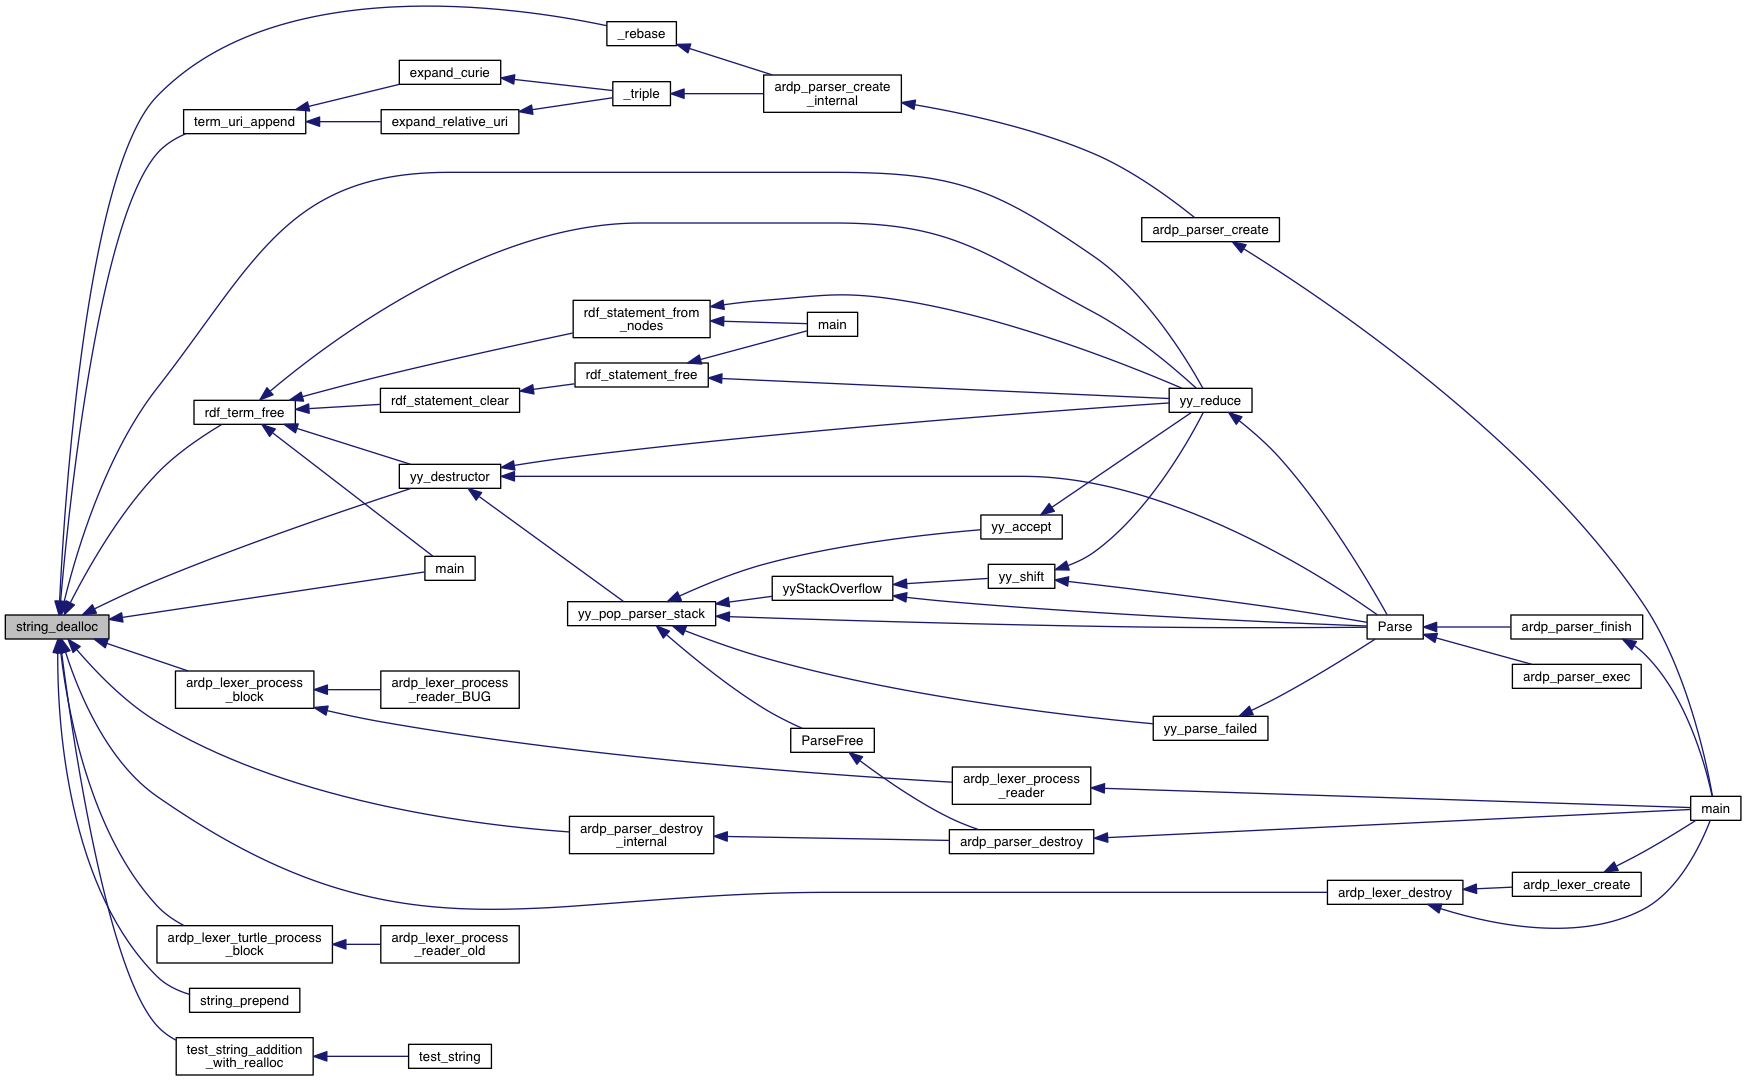 _rebase
expand_curie
_triple
ardp_parser_create
_internal
term_uri_append
expand_relative_uri
ardp_parser_create
rdf_statement_from
_nodes
main
rdf_statement_free
rdf_statement_clear
yy_reduce
rdf_term_free
yy_destructor
yy_accept
main
yy_shift
yyStackOverflow
yy_pop_parser_stack
string_dealloc
Parse
ardp_parser_finish
ardp_parser_exec
ardp_lexer_process
_block
ardp_lexer_process
_reader_BUG
yy_parse_failed
ParseFree
ardp_lexer_process
_reader
main
ardp_parser_destroy
_internal
ardp_parser_destroy
ardp_lexer_destroy
ardp_lexer_create
ardp_lexer_turtle_process
_block
ardp_lexer_process
_reader_old
string_prepend
test_string_addition
_with_realloc
test_string